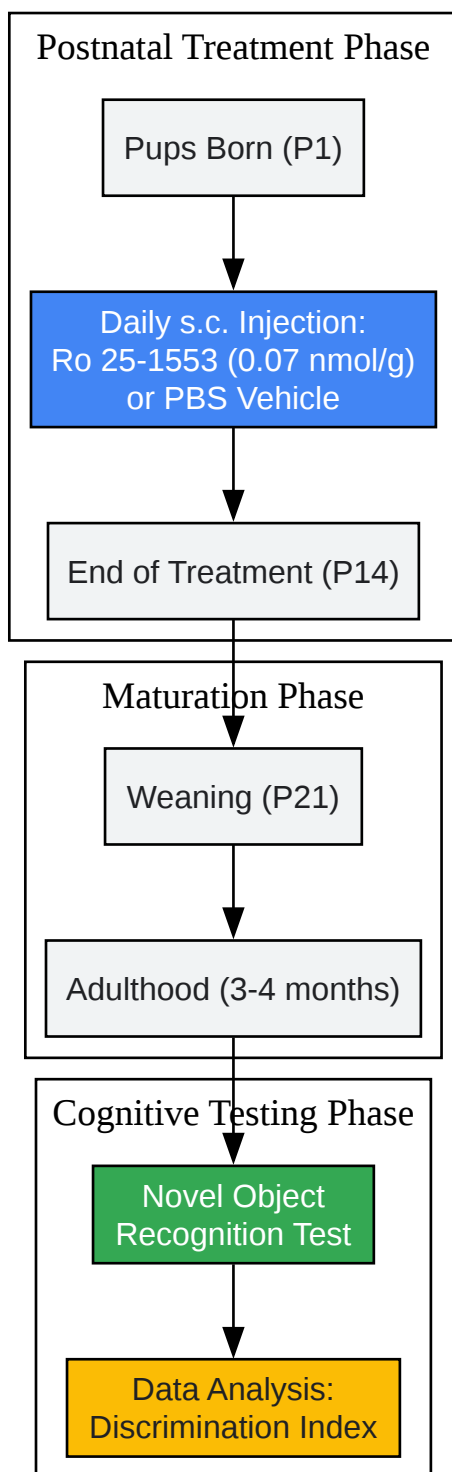 Postnatal Treatment Phase
Pups Born (P1)
Daily s.c. Injection:
Ro 25-1553 (0.07 nmol/g)
or PBS Vehicle
End of Treatment (P14)
Maturation Phase
Weaning (P21)
Adulthood (3-4 months)
Cognitive Testing Phase
Novel Object
Recognition Test
Data Analysis:
Discrimination Index